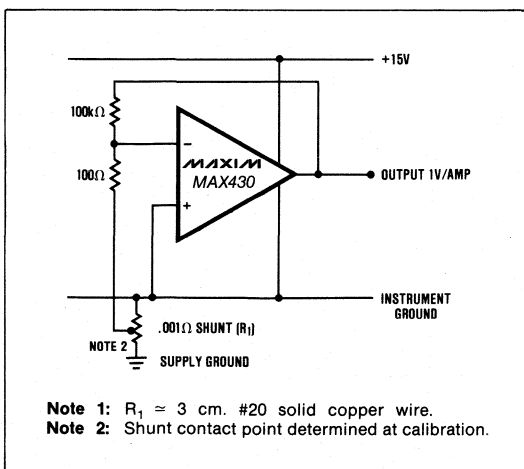 +15V
100kΩ
−
MAXIM
MAX430
100Ω
OUTPUT 1V/AMP
+
INSTRUMENT
GROUND
.001Ω SHUNT (R₁)
NOTE 2
SUPPLY GROUND
Note 1: R₁ ≃ 3 cm. #20 solid copper wire.
Note 2: Shunt contact point determined at calibration.